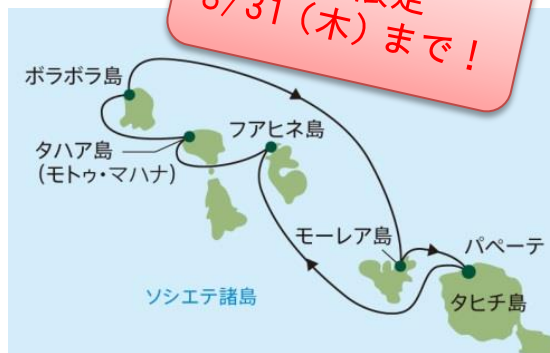 8/31(木)まで!
ボラボラ島
フアヒネ島
タハア島
(モトゥ・マハナ)
モーレア島
パペーテ
ソシエテ諸島
タヒチ島